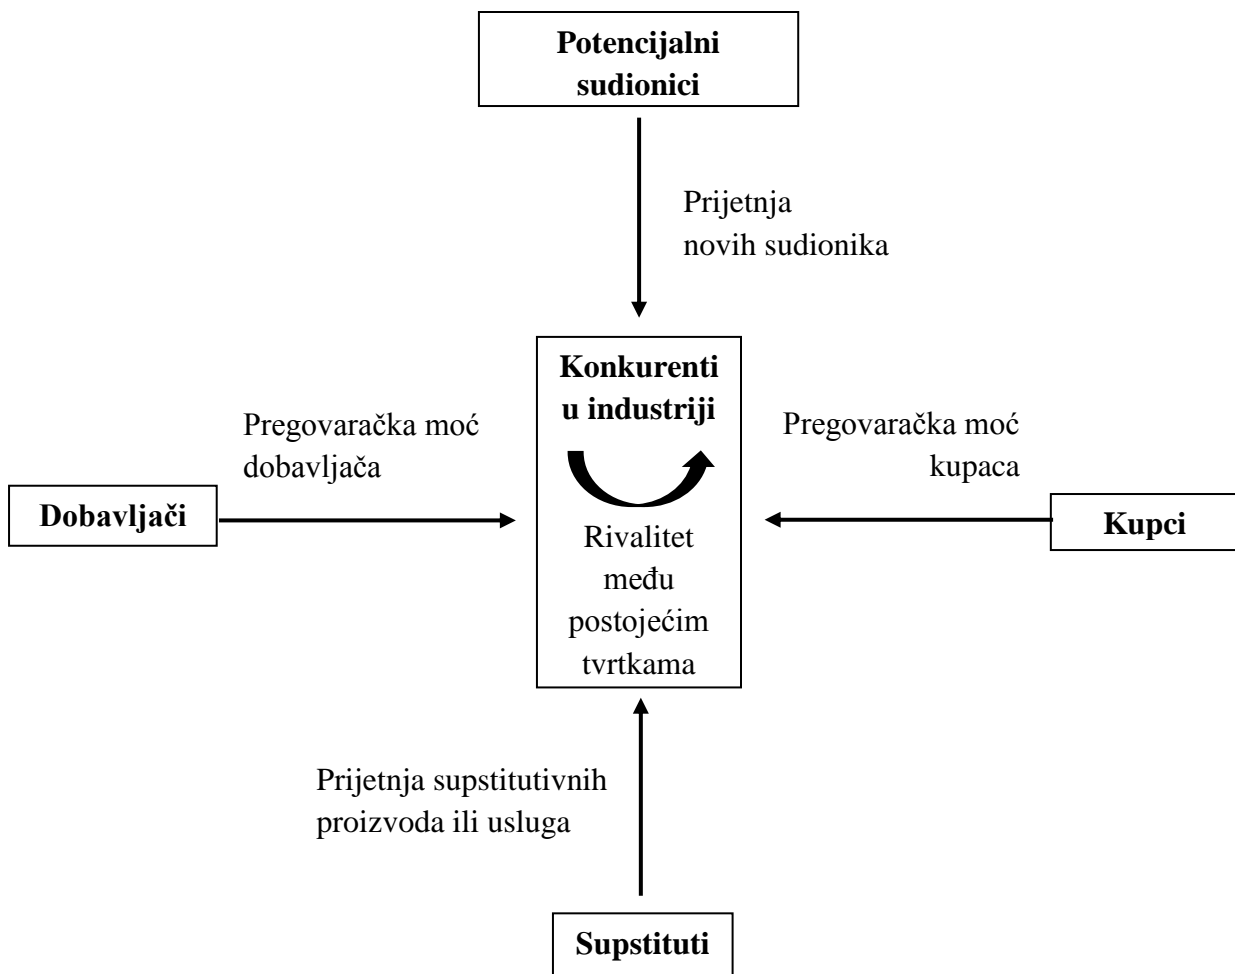 Potencijalni
sudionici
Prijetnja
novih sudionika
Konkurenti
u industriji
Pregovaračka moć
dobavljača
Pregovaračka moć
kupaca
Dobavljači
Kupci
Rivalitet
među
postojećim
tvrtkama
Prijetnja supstitutivnih
proizvoda ili usluga
Supstituti